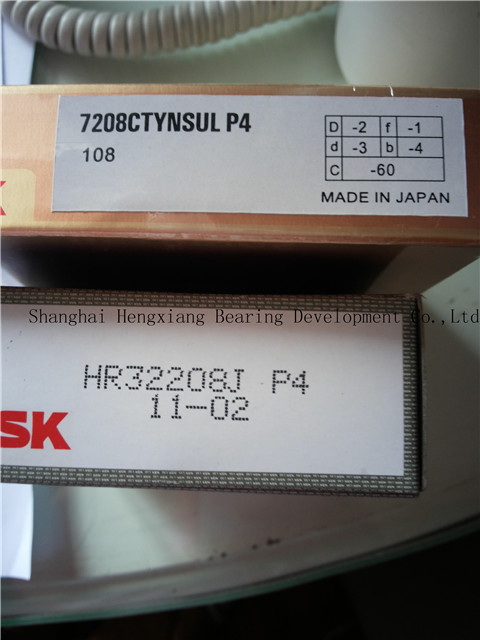 7208CTYNSUL P4
108
D -2 f -1
d -3 b -4
C -60
MADE IN JAPAN
Shanghai Hengxiang Bearing Development Co.,Ltd
HR32208J P4
11-02
SK